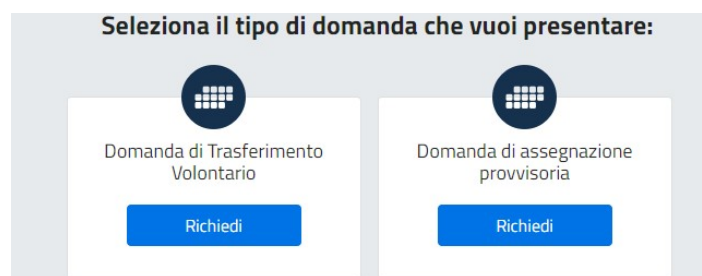 Seleziona il tipo di domanda che vuoi presentare:
Domanda di Trasferimento
Volontario
Richiedi
Domanda di assegnazione
provvisoria
Richiedi